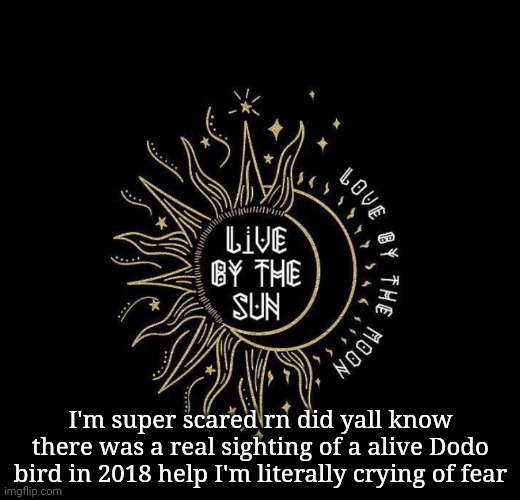 LiVE
BY THE
SUN
LOVE BY THE MOON
I'm super scared rn did yall know
there was a real sighting of a alive Dodo
bird in 2018 help I'm literally crying of fear
imgflip.com